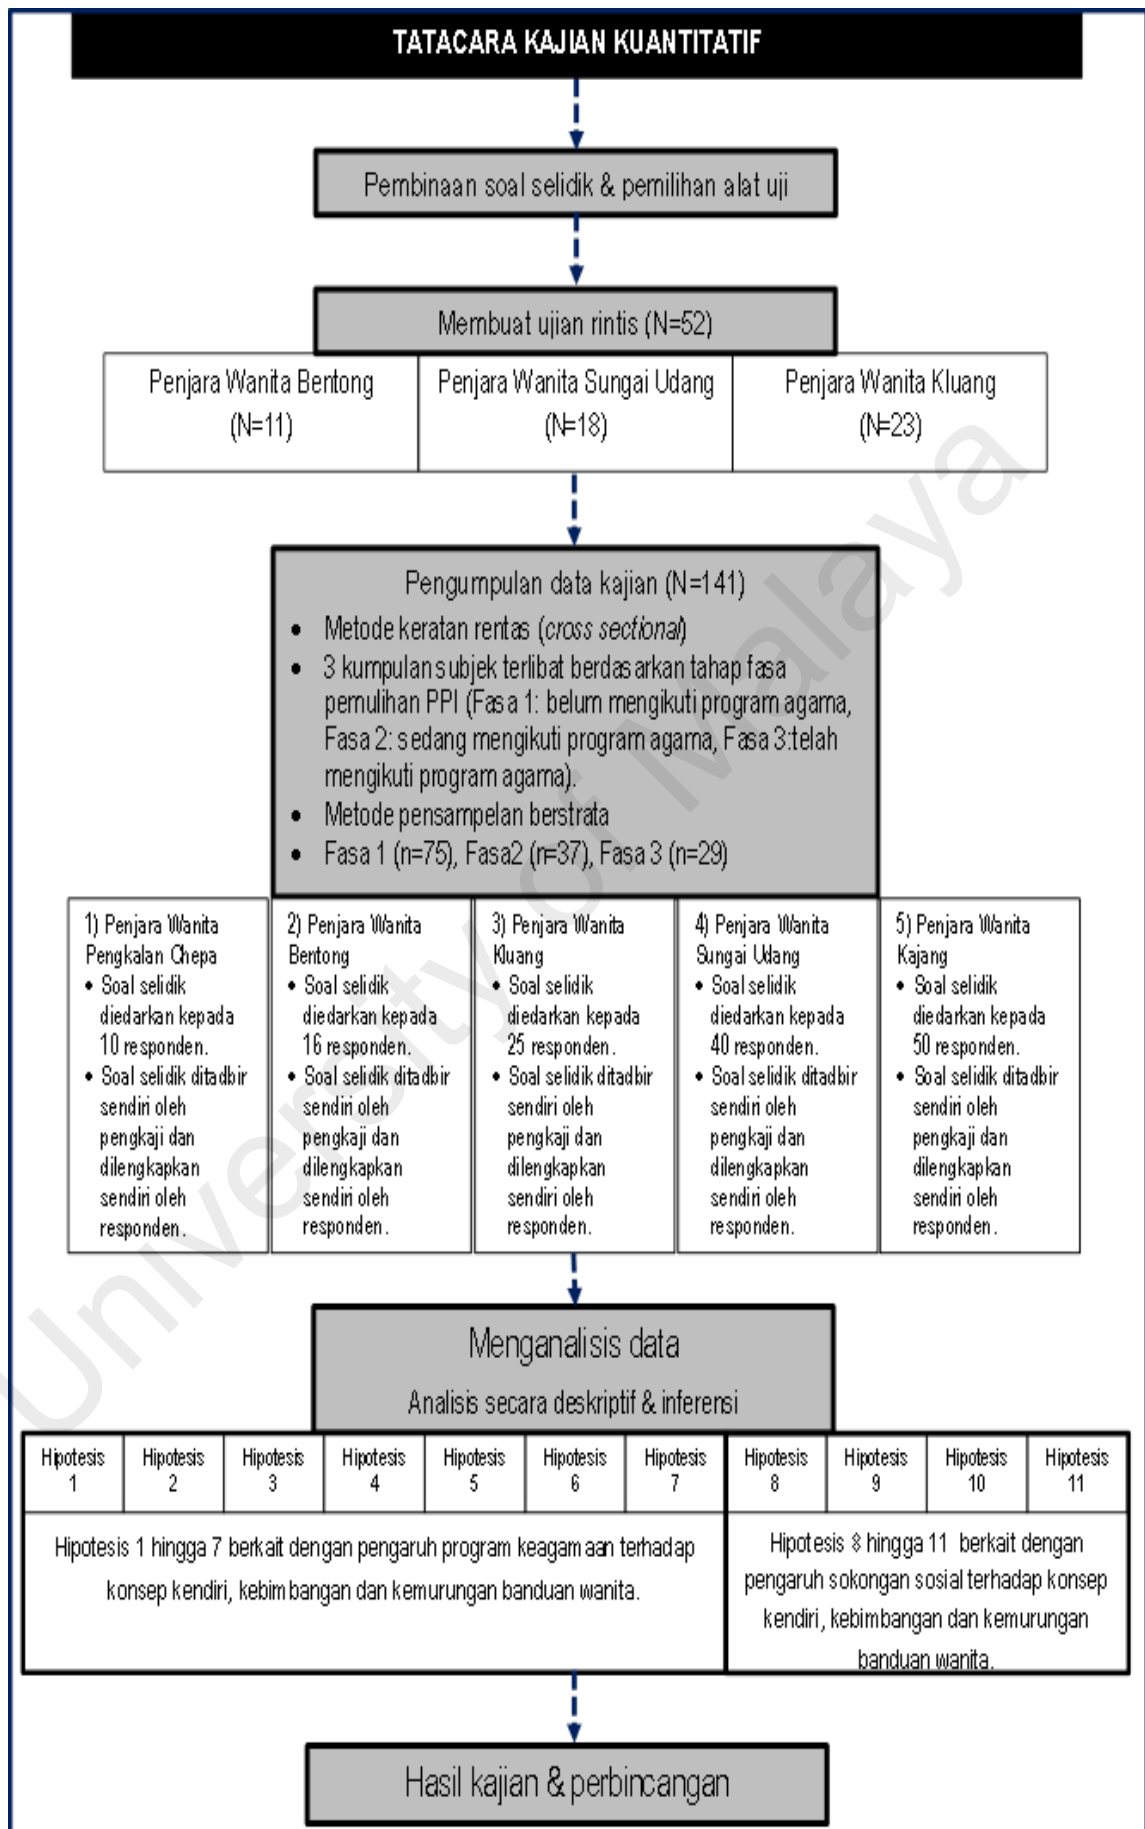 TATACARA KAJIAN KUANTITATIF
Pembinaan soal selidik & pemilihan alat uji
Membuat ujian rintis (N=52)
Penjara Wanita Bentong
(N=11)
Penjara Wanita Sungai Udang
(N=18)
Penjara Wanita Kluang
(N=23)
Pengumpulan data kajian (N=141)
• Metode keratan rentas (cross sectional)
• 3 kumpulan subjek terlibat berdasarkan tahap fasa
pemulihan PPI (Fasa 1: belum mengikuti program agama,
Fasa 2: sedang mengikuti program agama, Fasa 3:telah
mengikuti program agama).
• Metode pensampelan berstrata
• Fasa 1 (n=75), Fasa2 (n=37), Fasa 3 (n=29)
1) Penjara Wanita
Pengkalan Chepa
• Soal selidik
diedarkan kepada
10 responden.
• Soal selidik ditadbir
sendiri oleh
pengkaji dan
dilengkapkan
sendiri oleh
responden.
2) Penjara Wanita
Bentong
• Soal selidik
diedarkan kepada
16 responden.
• Soal selidik ditadbir
sendiri oleh
pengkaji dan
dilengkapkan
sendiri oleh
responden.
3) Penjara Wanita
Kluang
• Soal selidik
diedarkan kepada
25 responden.
• Soal selidik ditadbir
sendiri oleh
pengkaji dan
dilengkapkan
sendiri oleh
responden.
4) Penjara Wanita
Sungai Udang
• Soal selidik
diedarkan kepada
40 responden.
• Soal selidik ditadbir
sendiri oleh
pengkaji dan
dilengkapkan
sendiri oleh
responden.
5) Penjara Wanita
Kajang
• Soal selidik
diedarkan kepada
50 responden.
• Soal selidik ditadbir
sendiri oleh
pengkaji dan
dilengkapkan
sendiri oleh
responden.
Menganalisis data
Analisis secara deskriptif & inferensi
Hipotesis
1
Hipotesis
2
Hipotesis
3
Hipotesis
4
Hipotesis
5
Hipotesis
6
Hipotesis
7
Hipotesis
8
Hipotesis
9
Hipotesis
10
Hipotesis
11
Hipotesis 1 hingga 7 berkait dengan pengaruh program keagamaan terhadap
konsep kendiri, kebimbangan dan kemurungan banduan wanita.
Hipotesis 8 hingga 11 berkait dengan
pengaruh sokongan sosial terhadap konsep
kendiri, kebimbangan dan kemurungan
banduan wanita.
Hasil kajian & perbincangan
University of Malaya